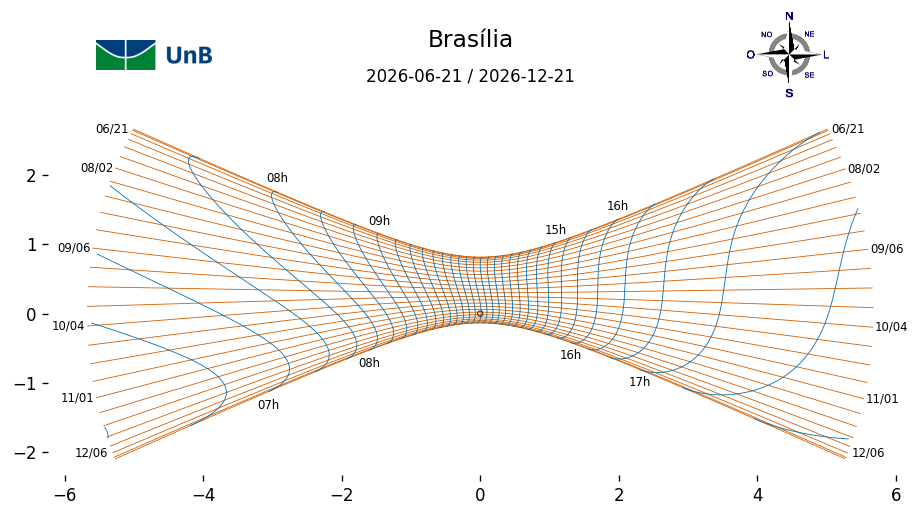 Brasília
2026-06-21 / 2026-12-21
UnB
N
NO NE
O L
SO SE
S
06/21 06/21
08/02 08/02
08h 16h
09h 15h
09/06 09/06
10/04 10/04
08h 16h
07h 17h
11/01 11/01
12/06 12/06
2
1
0
−1
−2
−6 −4 −2 0 2 4 6